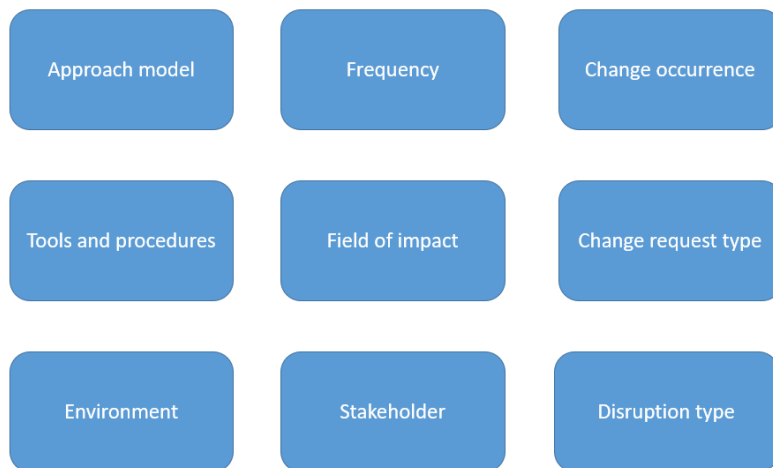 Approach model
Frequency
Change occurrence
Tools and procedures
Field of impact
Change request type
Environment
Stakeholder
Disruption type